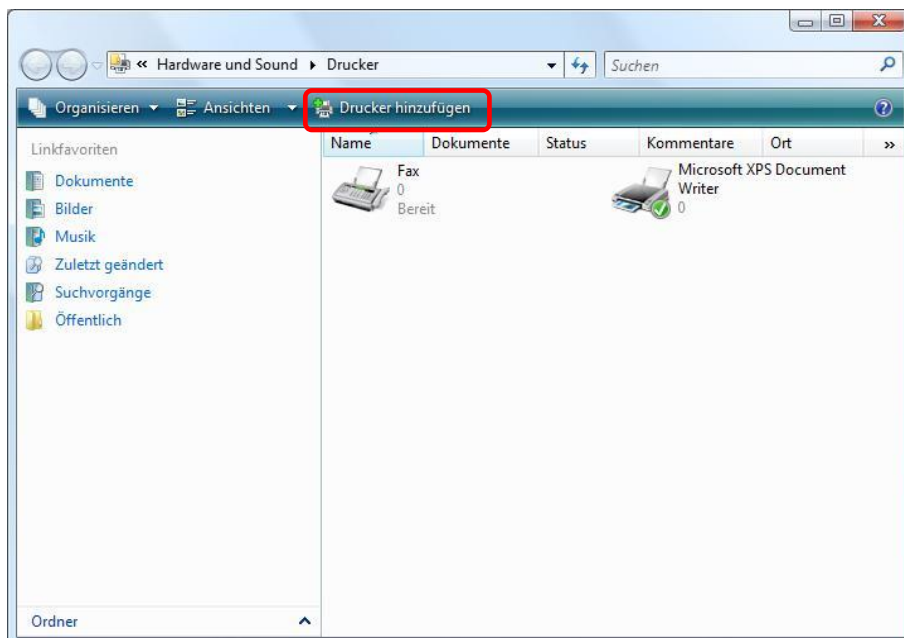 « Hardware und Sound ▸ Drucker
Suchen
Organisieren
Ansichten
Drucker hinzufügen
Linkfavoriten
Dokumente
Bilder
Musik
Zuletzt geändert
Suchvorgänge
Öffentlich
Ordner
Name Dokumente Status Kommentare Ort »
Fax
0
Bereit
Microsoft XPS Document
Writer
0